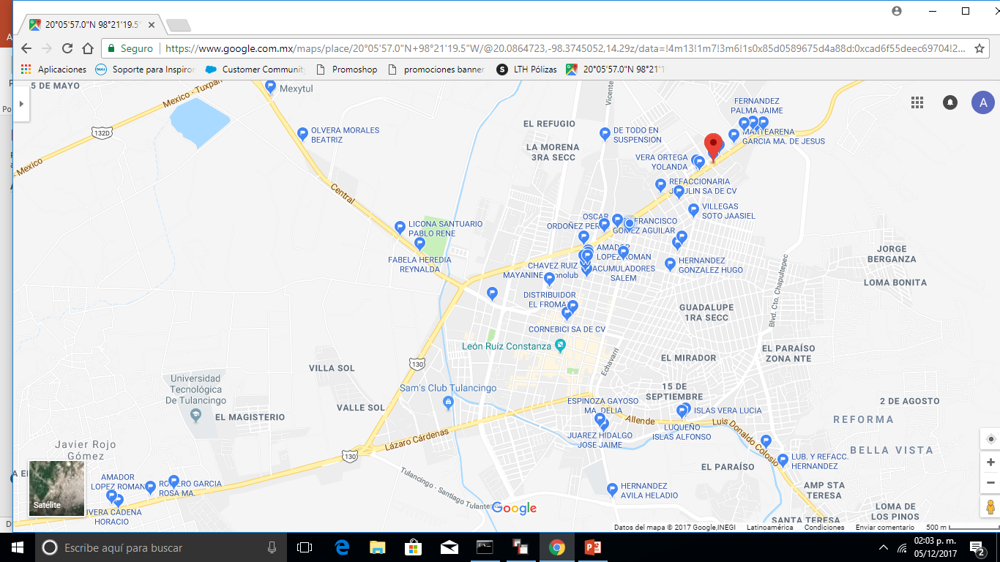 20°05'57.0"N 98°21'19.5"
Seguro
https://www.google.com.mx/maps/place/20°05'57.0"N+98°21'19.5"W/@20.0864723,-98.3745052,14.29z/data=!4m13!1m7!3m6!1s0x85d0589675d4a88d:0xcad6f55deec69704!2...
Aplicaciones
Soporte para Inspiror
Customer Community
Promoshop
promociones banner
LTH Pólizas
20°05'57.0"N 98°21'1
5 DE MAYO
Mexico - Tuxpan
Mexytul
132D
Mexico
OLVERA MORALES
BEATRIZ
Central
EL REFUGIO
LA MORENA
3RA SECC
Vicente
DE TODO EN
SUSPENSION
FERNANDEZ
PALMA JAIME
GARCIA MA. DE JESUS
VERA ORTEGA
YOLANDA
REFACCIONARIA
SA DE CV
VILLEGAS
SOTO JAASIEL
LICONA SANTUARIO
PABLO RENE
FABELA HEREDIA
REYNALDA
OSCAR
ORDOÑEZ
FRANCISCO
GOMEZ AGUILAR
AMADOR
LOPEZ ROMAN
CHAVEZ RUIZ
MAYANINE
ACUMULADORES
SALEM
HERNANDEZ
GONZALEZ HUGO
JORGE
BERGANZA
LOMA BONITA
DISTRIBUIDOR
EL FROMA
CORNEBICI SA DE CV
GUADALUPE
1RA SECC
Blvd. Cto. Chapultepec
León Ruíz Constanza
EL PARAÍSO
ZONA NTE
EL MIRADOR
Echavarri
130
VILLA SOL
Universidad
Tecnológica
De Tulancingo
EL MAGISTERIO
VALLE SOL
Sam's Club Tulancingo
15 DE
SEPTIEMBRE
ESPINOZA GAYOSO
MA. DELIA
ISLAS VERA LUCIA
2 DE AGOSTO
REFORMA
Allende
LUQUEÑO
ISLAS ALFONSO
Luis Donaldo Colosio
JUAREZ HIDALGO
JOSE JAIME
Lázaro Cárdenas
130
Javier Rojo
Gómez
BELLA VISTA
LUB. Y REFACC.
HERNANDEZ
EL PARAÍSO
Tulancingo - Santiago Tulantepec
AMADOR
LOPEZ ROMAN
ROMERO GARCIA
ROSA MA.
HERNANDEZ
AVILA HELADIO
AMP STA
TERESA
Satélite
RIVERA CADENA
HORACIO
Google
LOMA DE
LOS PINOS
SANTA TERESA
Datos del mapa © 2017 Google, INEGI
Latinoamérica
Condiciones
Enviar comentario
500 m
A
Escribe aquí para buscar
02:03 p. m.
05/12/2017
2